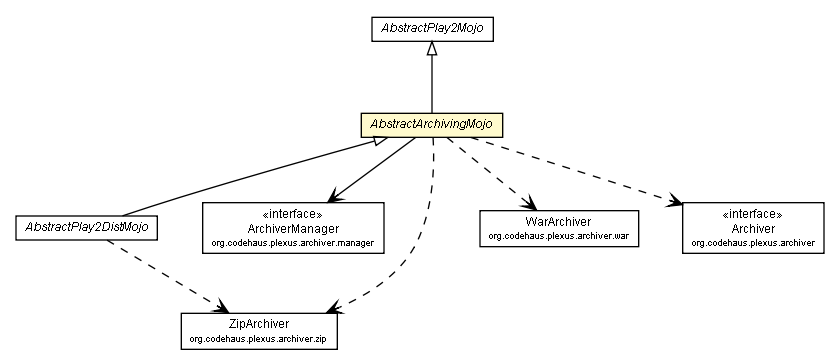 AbstractPlay2Mojo
AbstractArchivingMojo
AbstractPlay2DistMojo
«interface»
ArchiverManager
org.codehaus.plexus.archiver.manager
WarArchiver
org.codehaus.plexus.archiver.war
«interface»
Archiver
org.codehaus.plexus.archiver
ZipArchiver
org.codehaus.plexus.archiver.zip